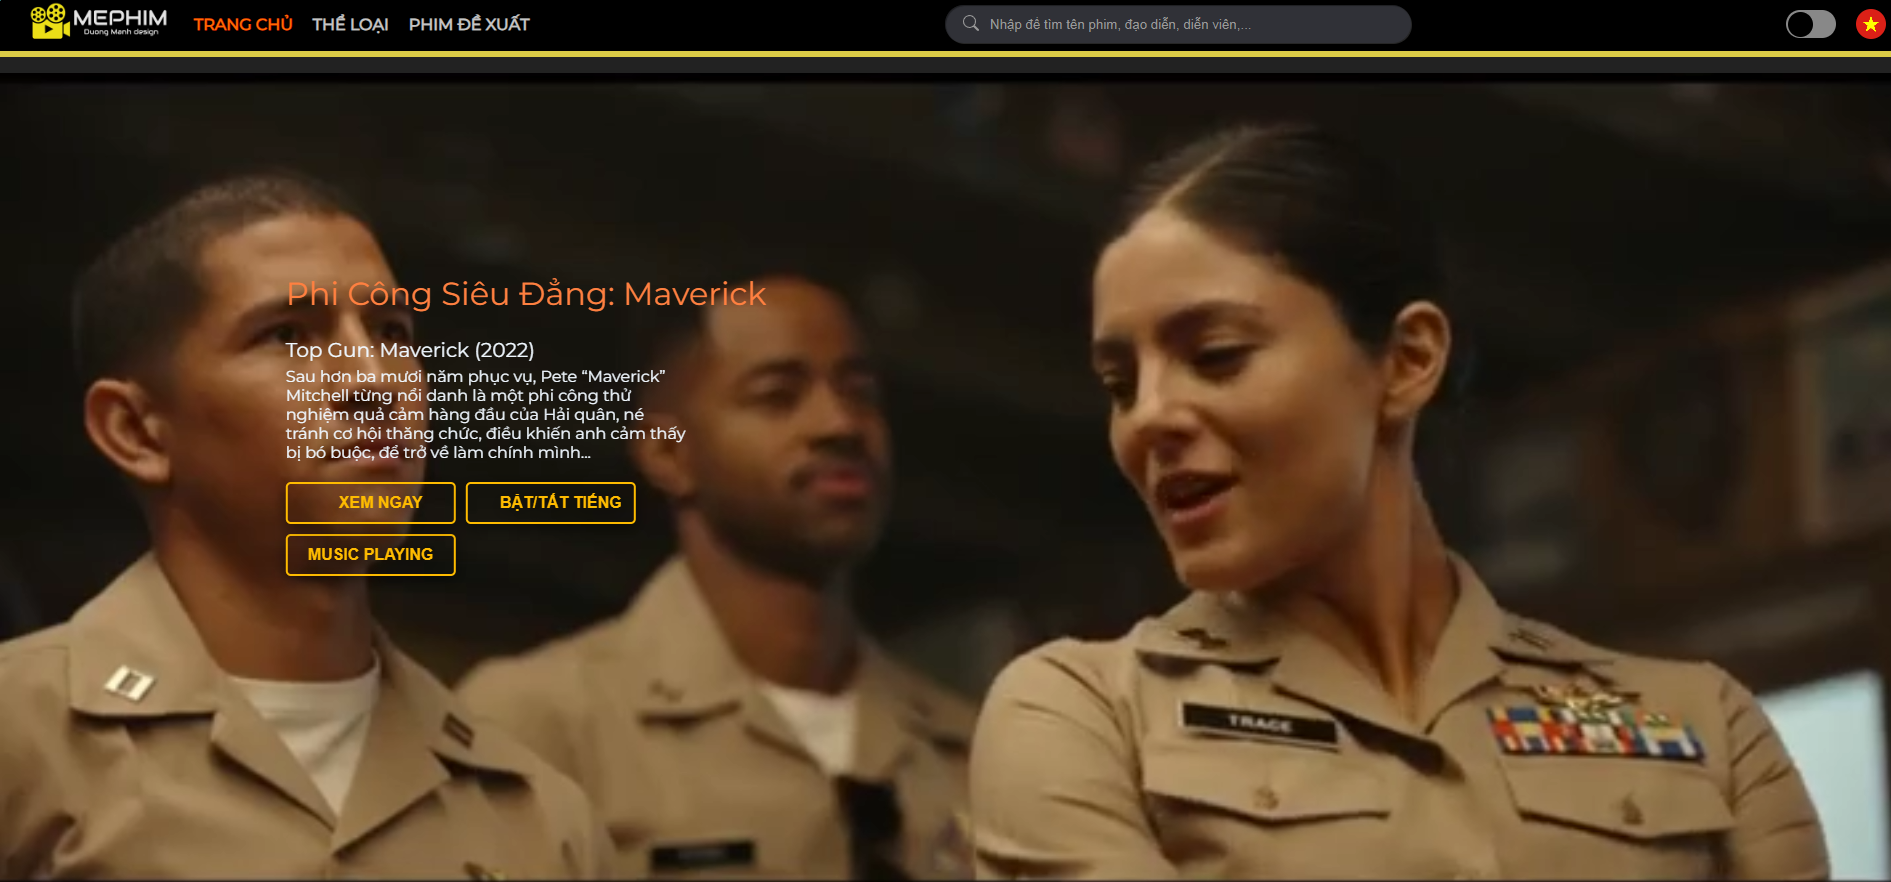 MEPHIM
Duong Manh design
TRANG CHỦ
THỂ LOẠI
PHIM ĐỀ XUẤT
Nhập để tìm tên phim, đạo diễn, diễn viên,...
Phi Công Siêu Đẳng: Maverick
Top Gun: Maverick (2022)
Sau hơn ba mươi năm phục vụ, Pete “Maverick”
Mitchell từng nổi danh là một phi công thử
nghiệm quả cảm hàng đầu của Hải quân, né
tránh cơ hội thăng chức, điều khiến anh cảm thấy
bị bó buộc, để trở về làm chính mình...
XEM NGAY
BẬT/TẮT TIẾNG
MUSIC PLAYING
TRACE